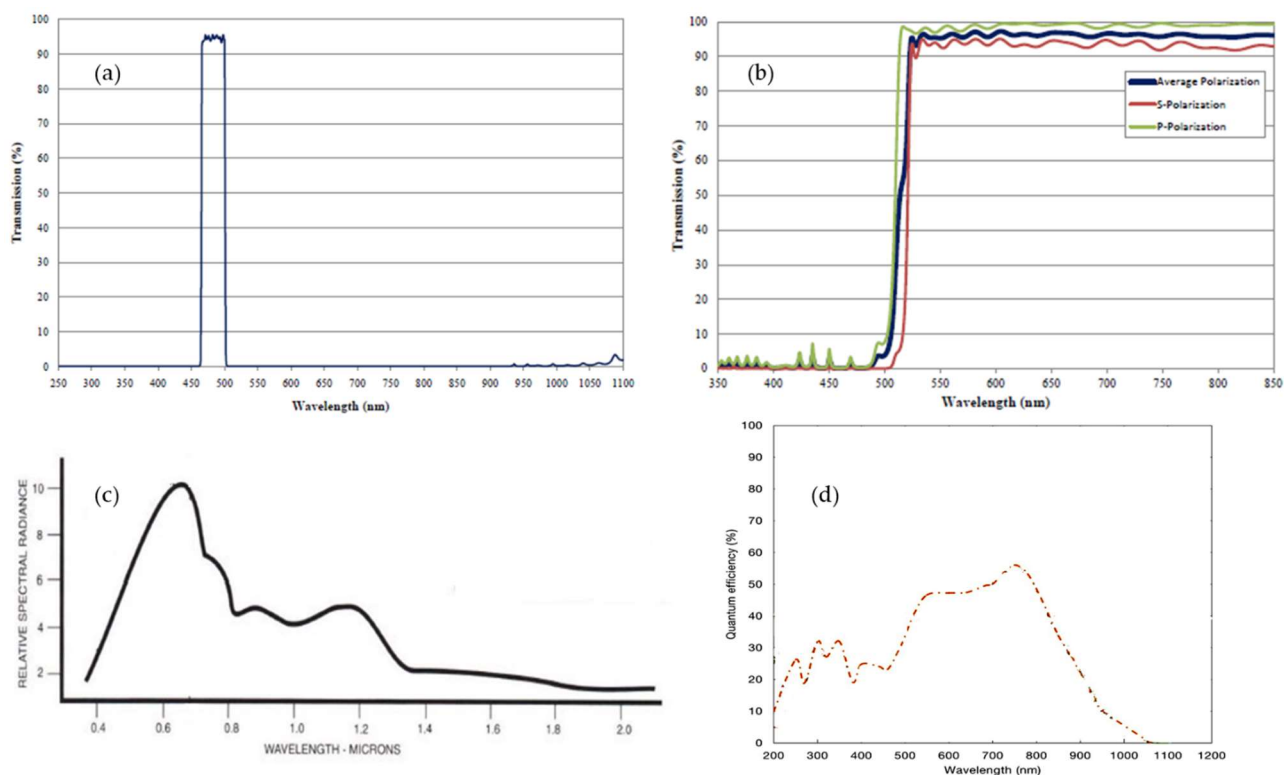 (a)
Transmission (%)
100
90
80
70
60
50
40
30
20
10
0
250 300 350 400 450 500 550 600 650 700 750 800 850 900 950 1000 1050 1100
Wavelength (nm)
(b)
Transmission (%)
100
90
80
70
60
50
40
30
20
10
0
Average Polarization
S-Polarization
P-Polarization
350 400 450 500 550 600 650 700 750 800 850
Wavelength (nm)
(c)
RELATIVE SPECTRAL RADIANCE
10
8
6
4
2
0.4 0.6 0.8 1.0 1.2 1.4 1.6 1.8 2.0
WAVELENGTH - MICRONS
(d)
Quantum efficiency (%)
100
90
80
70
60
50
40
30
20
10
0
200 300 400 500 600 700 800 900 1000 1100 1200
Wavelength (nm)